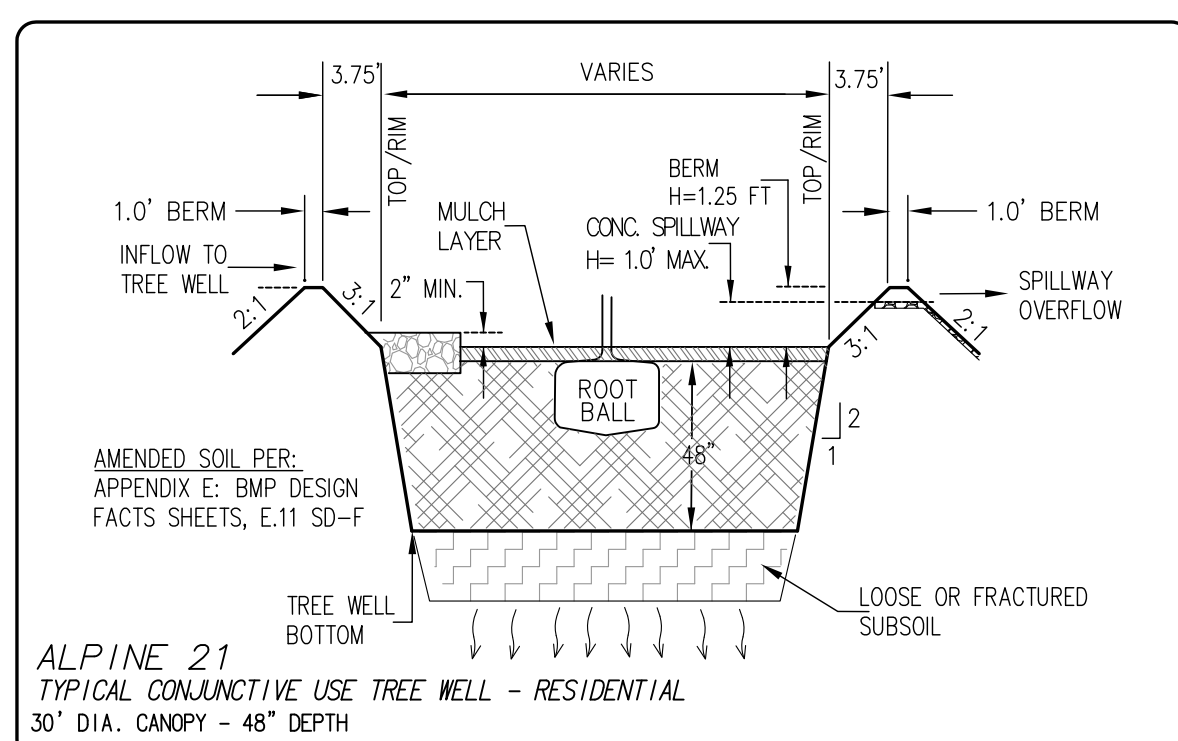 3.75'
VARIES
3.75'
TOP/RIM
TOP/RIM
BERM
H=1.25 FT
1.0' BERM
MULCH
LAYER
CONC. SPILLWAY
H= 1.0' MAX.
1.0' BERM
INFLOW TO
TREE WELL
2" MIN.
SPILLWAY
OVERFLOW
2:1
3:1
3:1
2:1
ROOT
BALL
2
1
48"
AMENDED SOIL PER:
APPENDIX E: BMP DESIGN
FACTS SHEETS, E.11 SD-F
TREE WELL
BOTTOM
LOOSE OR FRACTURED
SUBSOIL
ALPINE 21
TYPICAL CONJUNCTIVE USE TREE WELL - RESIDENTIAL
30' DIA. CANOPY - 48" DEPTH